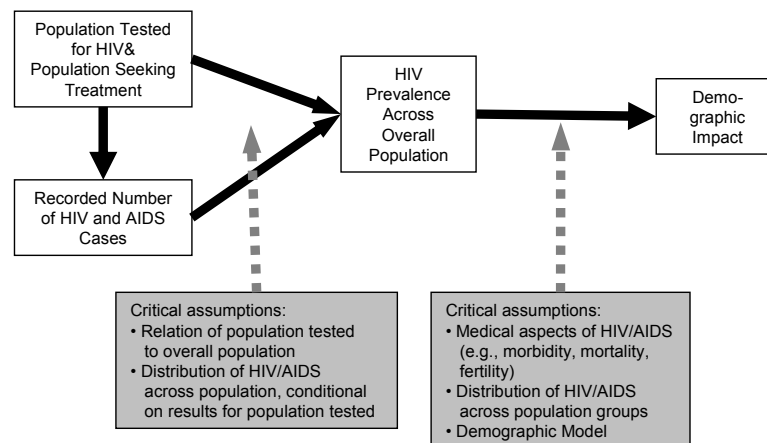 Population Tested
for HIV&
Population Seeking
Treatment
HIV
Prevalence
Across
Overall
Population
Demo-
graphic
Impact
Recorded Number
of HIV and AIDS
Cases
Critical assumptions:
• Relation of population tested
to overall population
• Distribution of HIV/AIDS
across population, conditional
on results for population tested
Critical assumptions:
• Medical aspects of HIV/AIDS
(e.g., morbidity, mortality,
fertility)
• Distribution of HIV/AIDS
across population groups
• Demographic Model